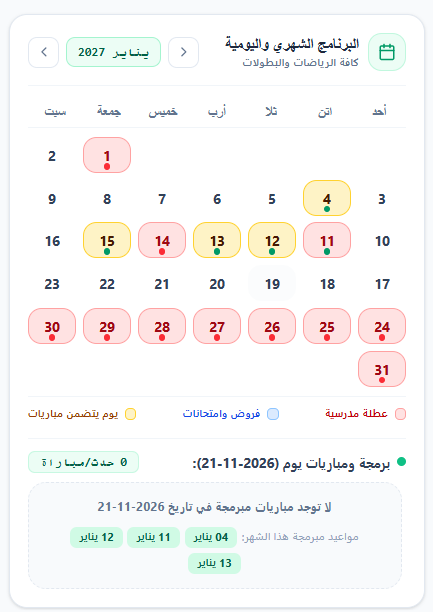 البرنامج الشهري واليومية
كافة الرياضات والبطولات
يناير 2027
أحد اثن ثلا أرب خميس جمعة سبت
1 2
3 4 5 6 7 8 9
10 11 12 13 14 15 16
17 18 19 20 21 22 23
24 25 26 27 28 29 30
31
عطلة مدرسية فروض وامتحانات يوم يتضمن مباريات
برمجة ومباريات يوم (2026-11-21):
0 حدث/مباراة
لا توجد مباريات مبرمجة في تاريخ 2026-11-21
مواعيد مبرمجة هذا الشهر: 04 يناير 11 يناير 12 يناير
13 يناير